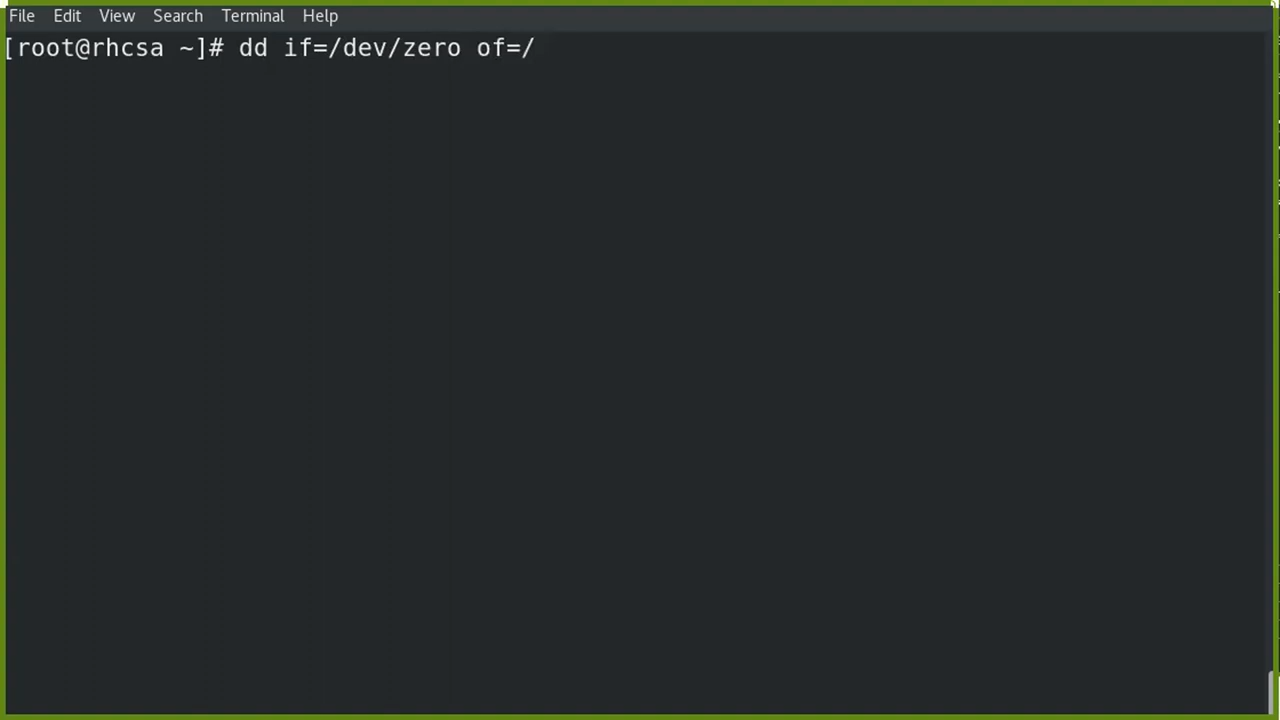 File Edit View Search Terminal Help
[root@rhcsa ~]# dd if=/dev/zero of=/